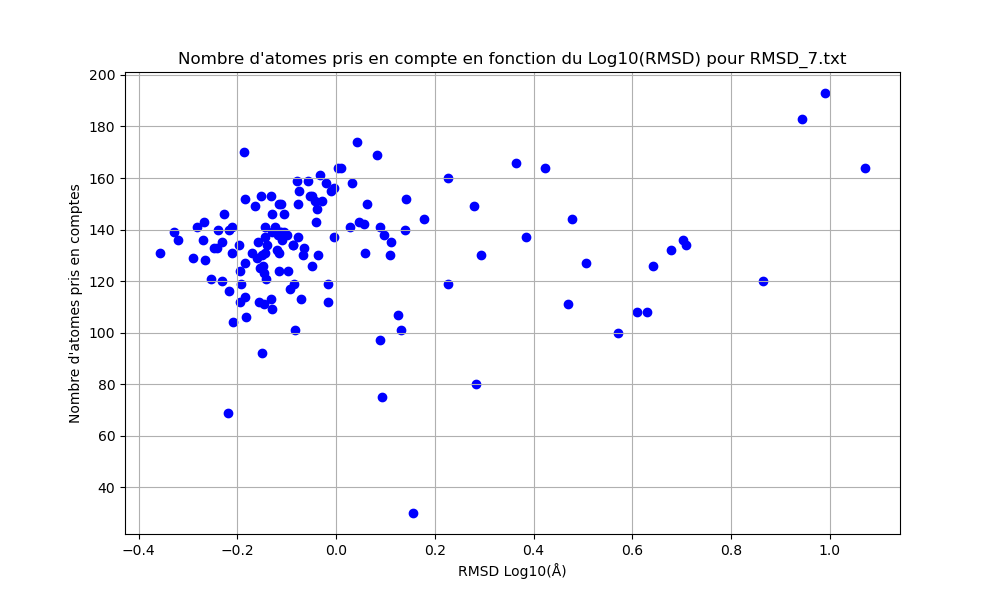 Nombre d'atomes pris en compte en fonction du Log10(RMSD) pour RMSD_7.txt
200
180
160
140
120
100
80
60
40
Nombre d'atomes pris en comptes
−0.4 −0.2 0.0 0.2 0.4 0.6 0.8 1.0
RMSD Log10(Å)